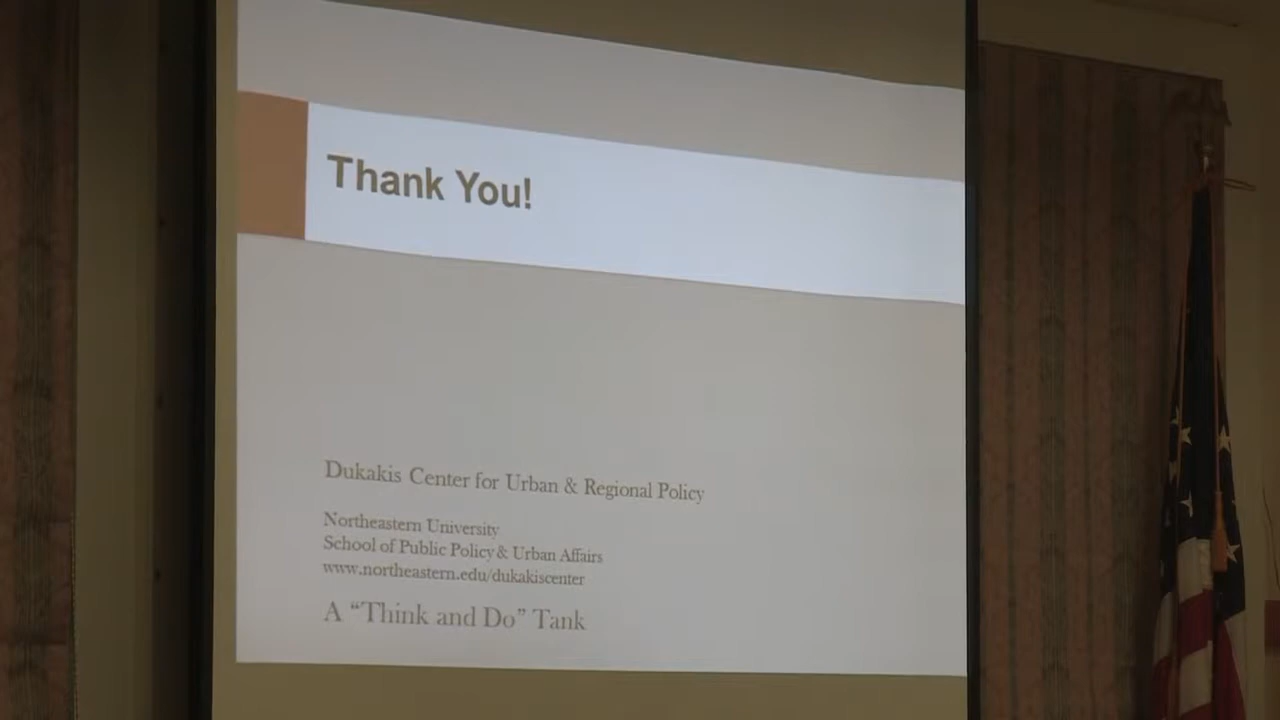 Thank You!
Dukakis Center for Urban & Regional Policy
Northeastern University
School of Public Policy & Urban Affairs
www.northeastern.edu/dukakiscenter
A “Think and Do” Tank